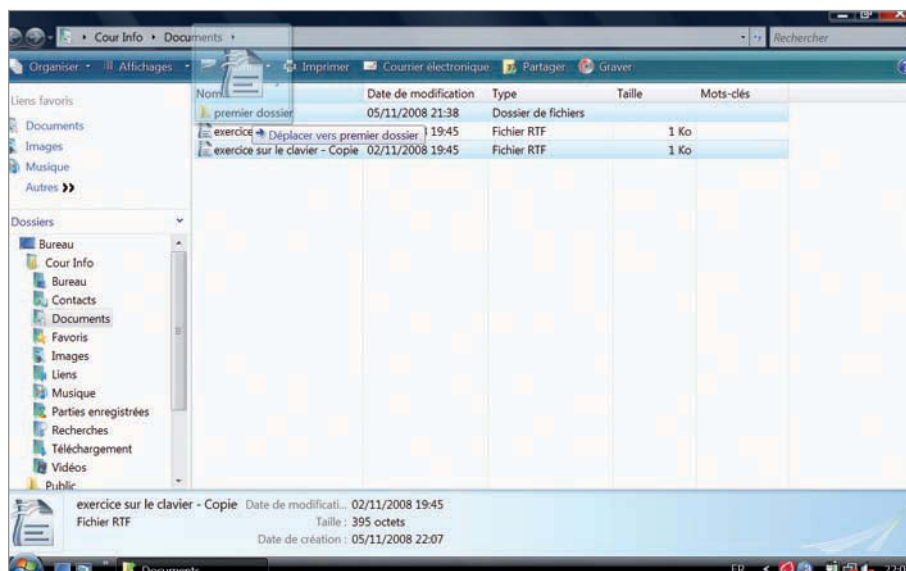 Cour Info Documents Rechercher
Organiser Affichages Imprimer Courrier électronique Partager Graver
Liens favoris
Documents
Images
Musique
Autres
Dossiers
Bureau
Cour Info
Bureau
Contacts
Documents
Favoris
Images
Liens
Musique
Parties enregistrées
Recherches
Téléchargement
Vidéos
Public
Date de modification Type Taille Mots-clés
premier dossier 05/11/2008 21:38 Dossier de fichiers
exercice 19:45 Fichier RTF 1 Ko
Déplacer vers premier dossier
exercice sur le clavier - Copie 02/11/2008 19:45 Fichier RTF 1 Ko
exercice sur le clavier - Copie Date de modificati... 02/11/2008 19:45
Fichier RTF Taille : 395 octets
Date de création : 05/11/2008 22:07
Documents FR